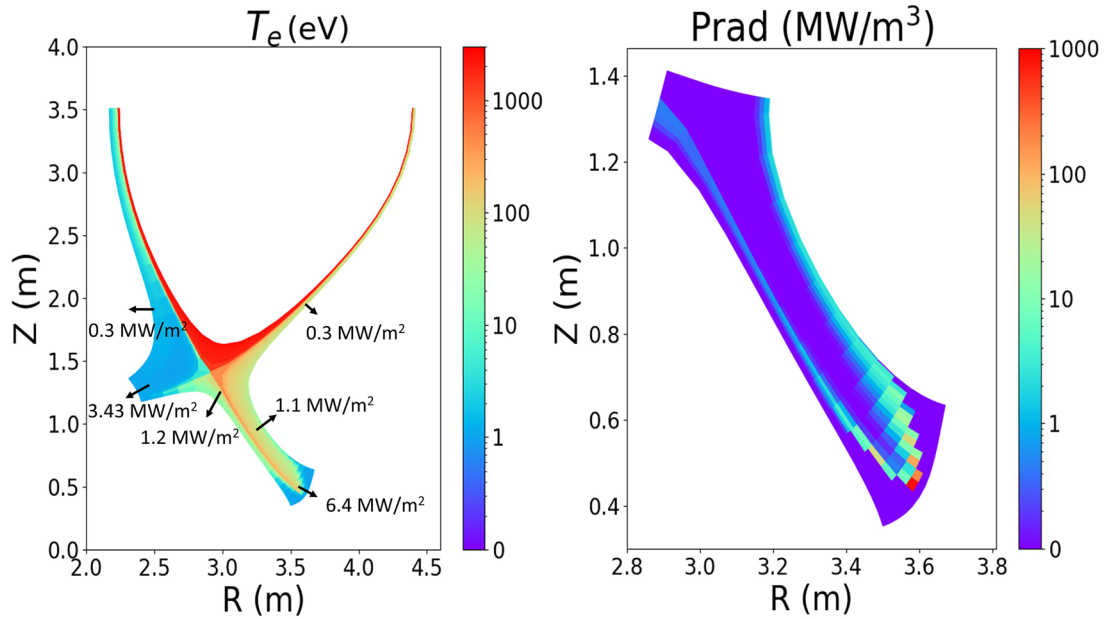 Tₑ (eV)
4.0
3.5
3.0
2.5
2.0
1.5
1.0
0.5
0.0
Z (m)
2.0 2.5 3.0 3.5 4.0 4.5
R (m)
0.3 MW/m²
0.3 MW/m²
3.43 MW/m²
1.2 MW/m²
1.1 MW/m²
6.4 MW/m²
1000
100
10
1
0
Prad (MW/m³)
1.4
1.2
1.0
0.8
0.6
0.4
Z (m)
2.8 3.0 3.2 3.4 3.6 3.8
R (m)
1000
100
10
1
0